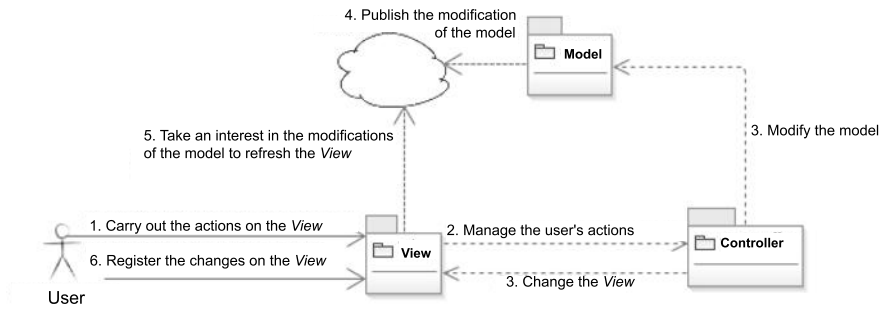 4. Publish the modification
of the model
Model
3. Modify the model
5. Take an interest in the modifications
of the model to refresh the View
1. Carry out the actions on the View
2. Manage the user's actions
Controller
View
6. Register the changes on the View
3. Change the View
User